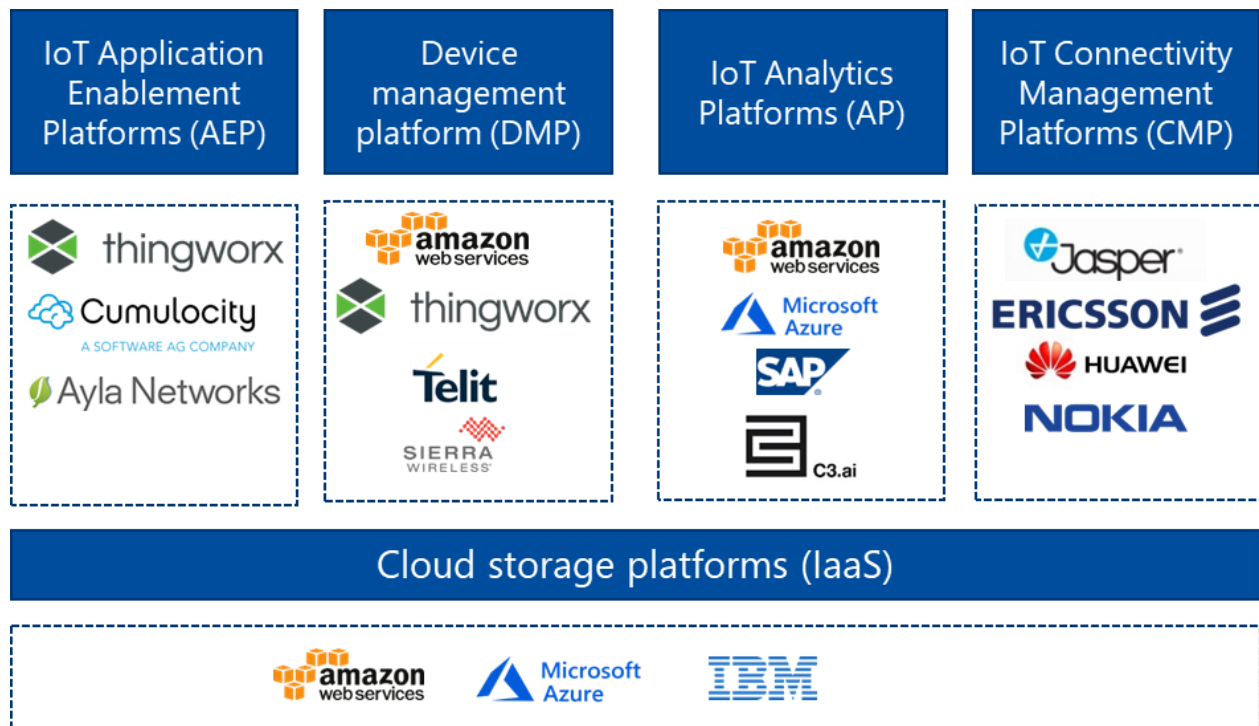 IoT Application
Enablement
Platforms (AEP)
Device
management
platform (DMP)
IoT Analytics
Platforms (AP)
IoT Connectivity
Management
Platforms (CMP)
thingworx
Cumulocity
A SOFTWARE AG COMPANY
Ayla Networks
amazon
webservices
thingworx
Telit
SIERRA
WIRELESS
amazon
webservices
Microsoft
Azure
SAP®
C3.ai
Jasper®
ERICSSON
HUAWEI
NOKIA
Cloud storage platforms (IaaS)
amazon
webservices
Microsoft
Azure
IBM